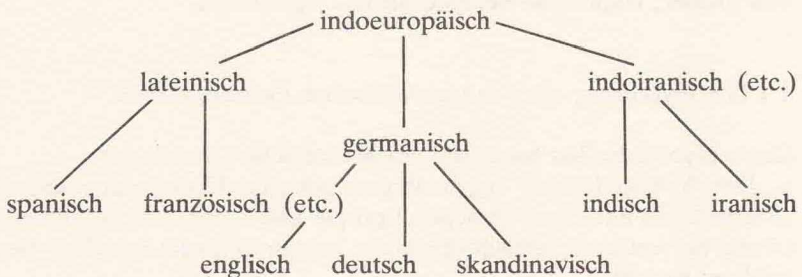 indoeuropäisch
lateinisch indoiranisch (etc.)
germanisch
spanisch französisch (etc.) indisch iranisch
englisch deutsch skandinavisch